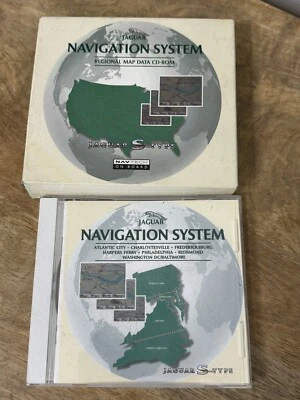 JAGUAR
NAVIGATION SYSTEM
REGIONAL MAP DATA CD-ROM
JAGUAR S-TYPE
NAVTECH
ON BOARD
JAGUAR
NAVIGATION SYSTEM
ATLANTIC CITY - CHARLOTTESVILLE - FREDERICKSBURG
HARPERS FERRY - PHILADELPHIA - RICHMOND
WASHINGTON DC/BALTIMORE
JAGUAR S-TYPE